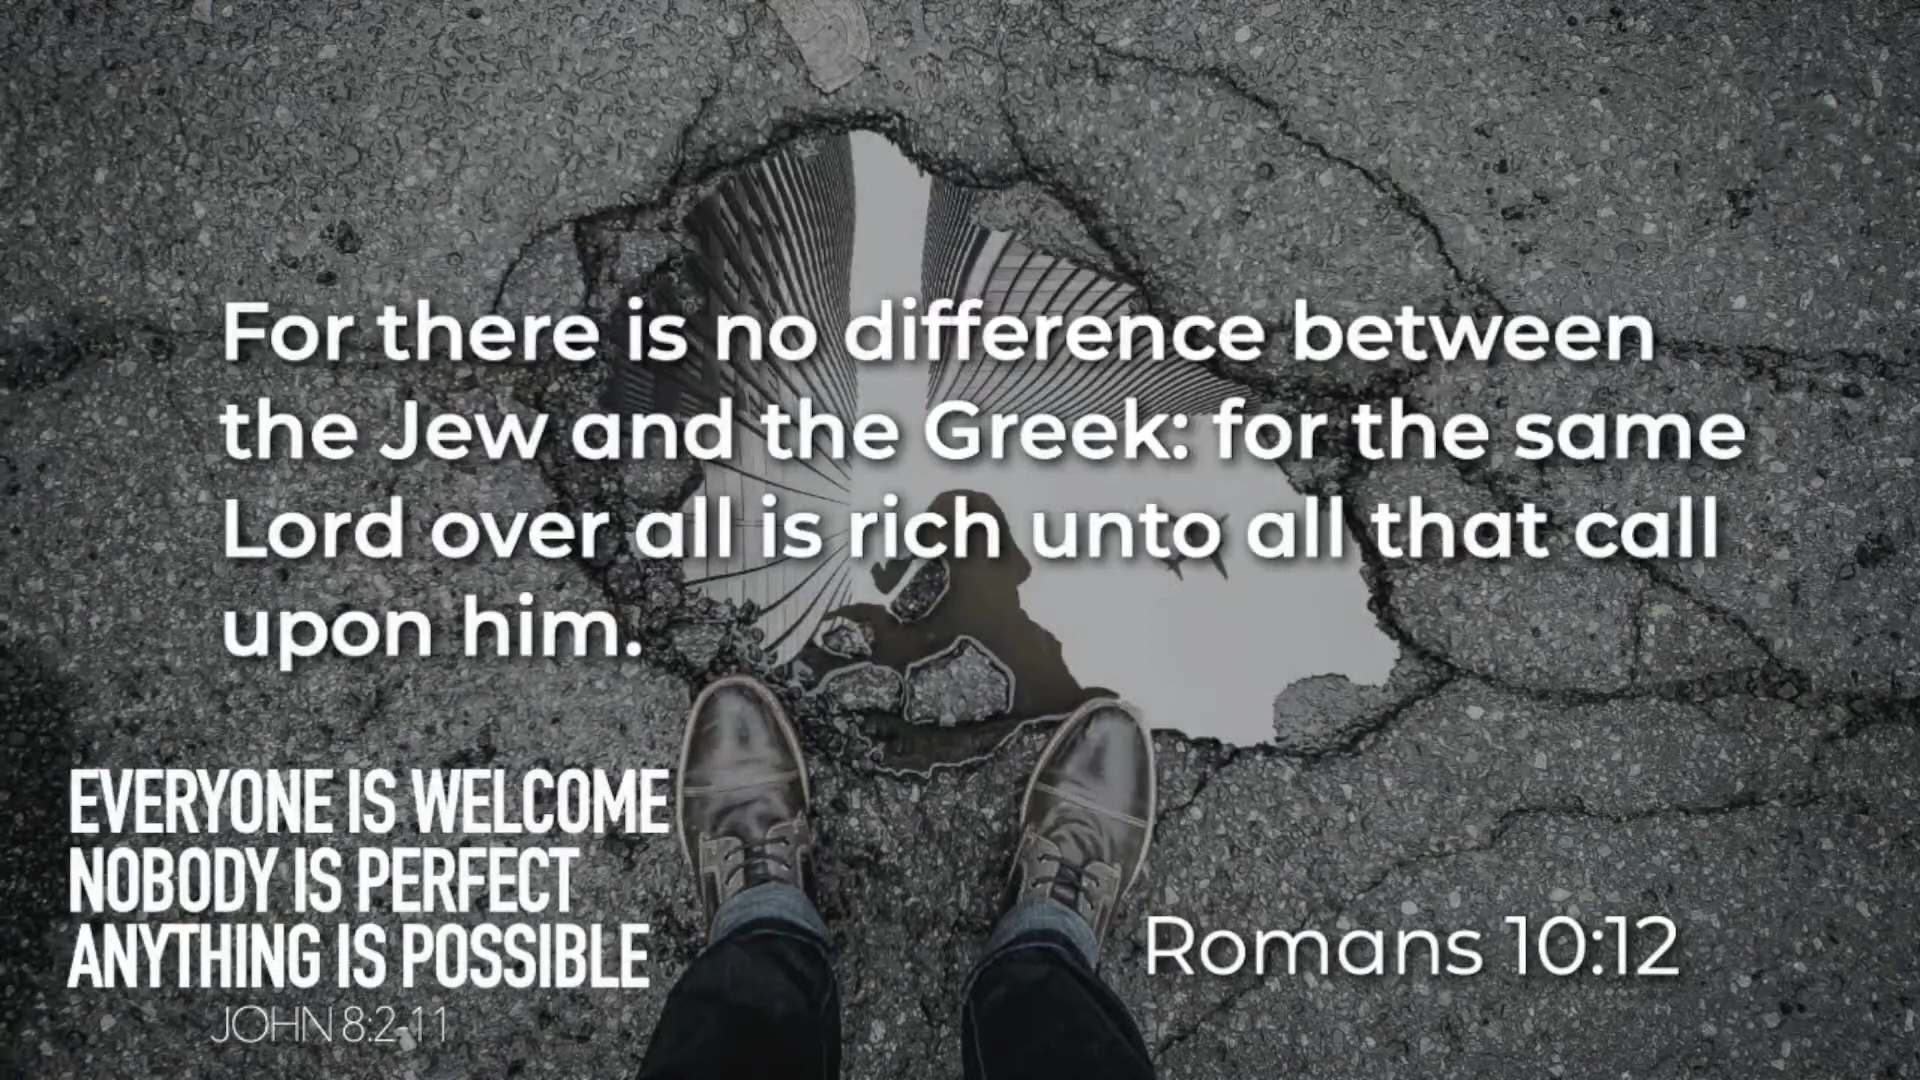 For there is no difference between
the Jew and the Greek: for the same
Lord over all is rich unto all that call
upon him.
EVERYONE IS WELCOME
NOBODY IS PERFECT
ANYTHING IS POSSIBLE
JOHN 8:2-11
Romans 10:12